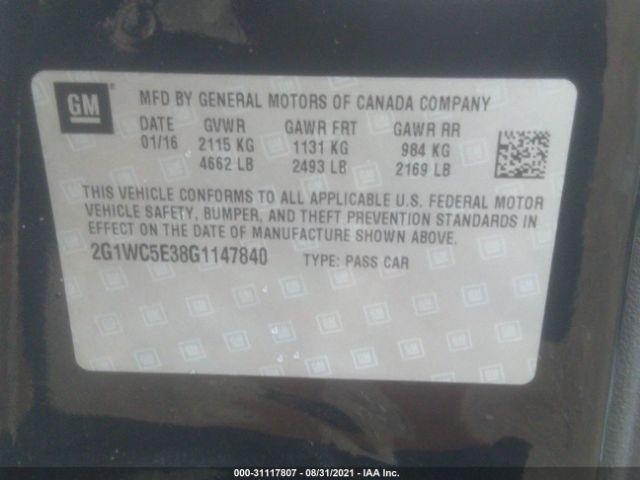 GM
MFD BY GENERAL MOTORS OF CANADA COMPANY
DATE GVWR GAWR FRT GAWR RR
01/16 2115 KG 1131 KG 984 KG
4662 LB 2493 LB 2169 LB
THIS VEHICLE CONFORMS TO ALL APPLICABLE U.S. FEDERAL MOTOR
VEHICLE SAFETY, BUMPER, AND THEFT PREVENTION STANDARDS IN
EFFECT ON THE DATE OF MANUFACTURE SHOWN ABOVE.
2G1WC5E38G1147840 TYPE: PASS CAR
000-31117807 - 08/31/2021 - IAA Inc.